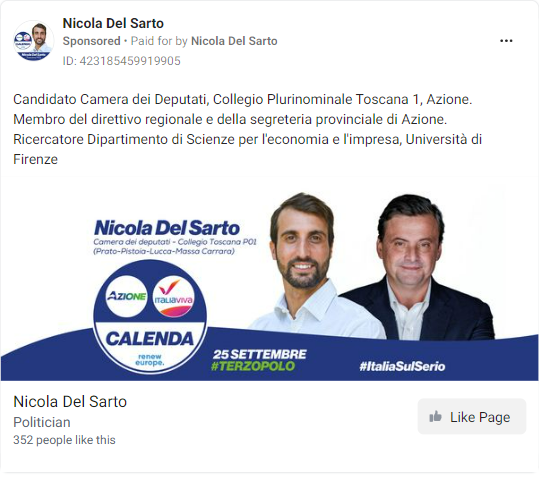 Nicola Del Sarto
Sponsored • Paid for by Nicola Del Sarto
ID: 423185459919905
Candidato Camera dei Deputati, Collegio Plurinominale Toscana 1, Azione.
Membro del direttivo regionale e della segreteria provinciale di Azione.
Ricercatore Dipartimento di Scienze per l'economia e l'impresa, Università di
Firenze
Nicola Del Sarto
Camera dei deputati - Collegio Toscana P01
(Prato-Pistoia-Lucca-Massa Carrara)
AZIONE
ITALIAVIVA
CALENDA
renew
europe.
25 SETTEMBRE
#TERZOPOLO
#ItaliaSulSerio
Nicola Del Sarto
Politician
352 people like this
Like Page